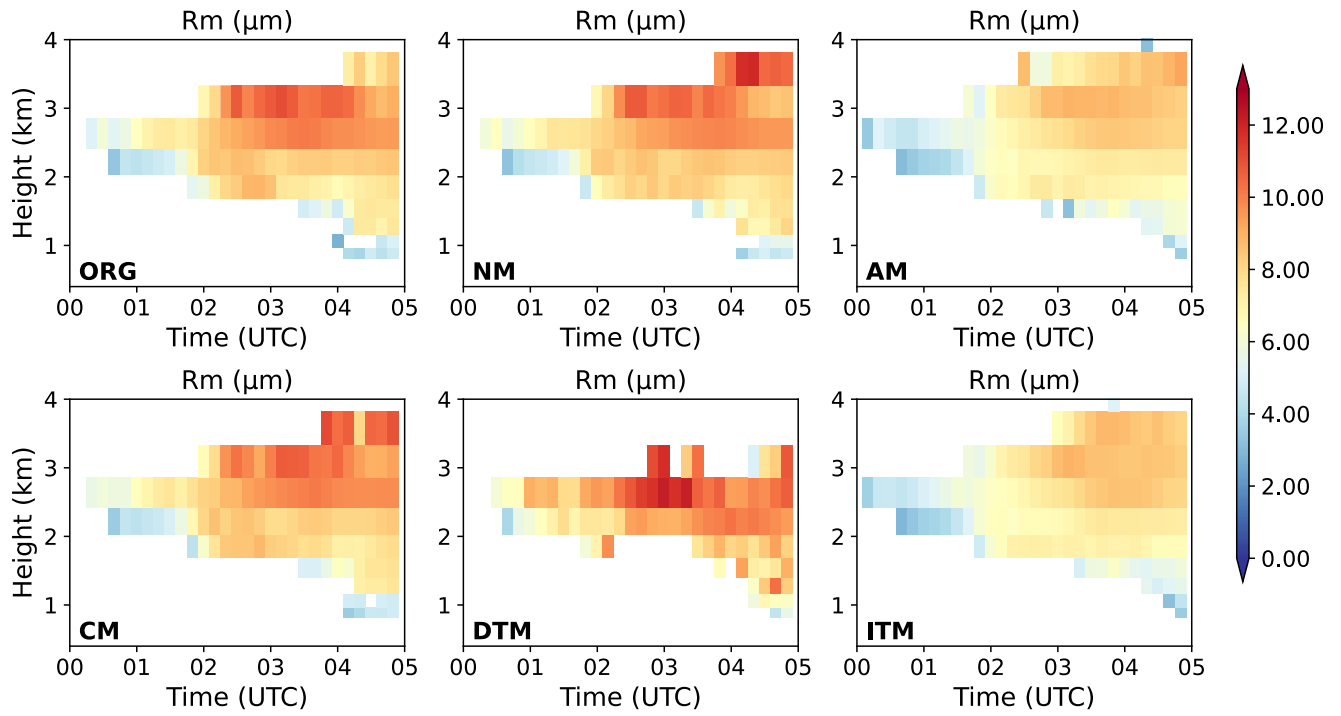 Rm (μm)
Rm (μm)
Rm (μm)
4
3
2
1
Height (km)
ORG
00 01 02 03 04 05
Time (UTC)
4
3
2
1
NM
00 01 02 03 04 05
Time (UTC)
4
3
2
1
AM
00 01 02 03 04 05
Time (UTC)
Rm (μm)
Rm (μm)
Rm (μm)
4
3
2
1
Height (km)
CM
00 01 02 03 04 05
Time (UTC)
4
3
2
1
DTM
00 01 02 03 04 05
Time (UTC)
4
3
2
1
ITM
00 01 02 03 04 05
Time (UTC)
12.00
10.00
8.00
6.00
4.00
2.00
0.00